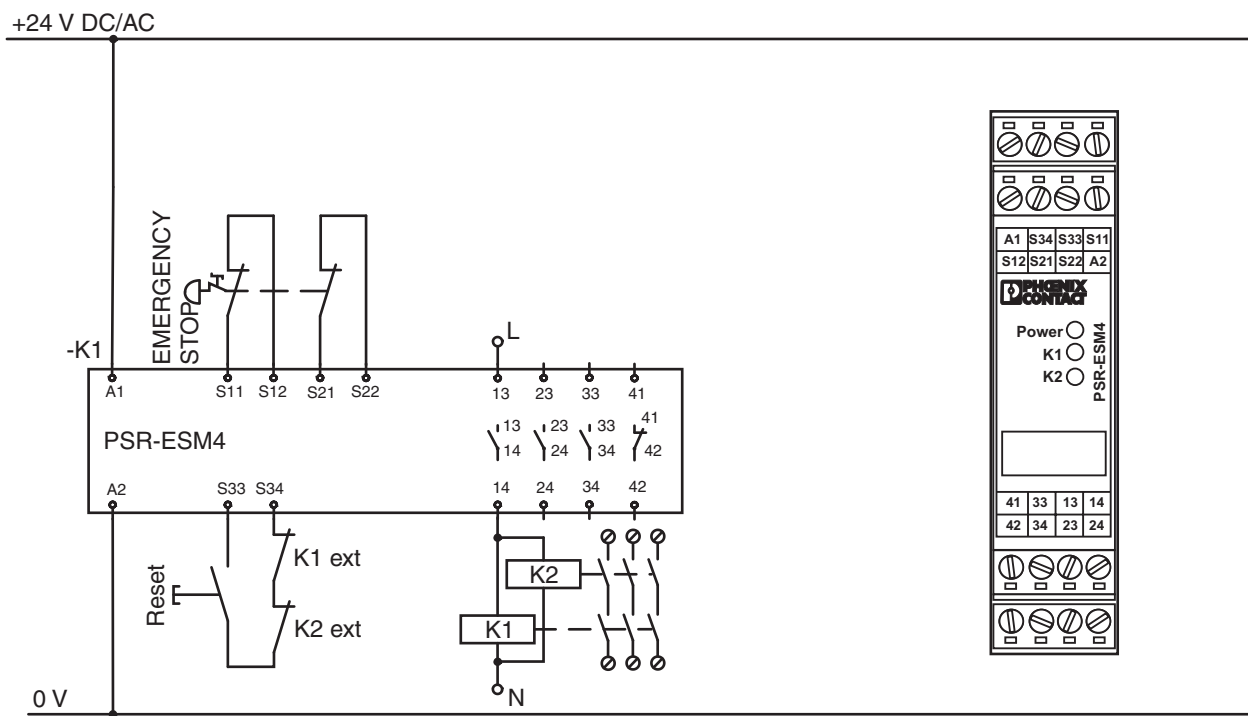 +24 V DC/AC
EMERGENCY
STOP
-K1
A1 S11 S12 S21 S22
L
13 23 33 41
PSR-ESM4
13 23 33 41
14 24 34 42
A2 S33 S34
14 24 34 42
Reset
K1 ext
K2 ext
K2
K1
N
0 V
A1 S34 S33 S11
S12 S21 S22 A2
PHŒNIX
CONTACT
Power
K1
K2
PSR-ESM4
41 33 13 14
42 34 23 24